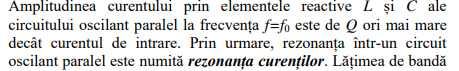 Amplitudinea curentului prin elementele reactive L și C ale
circuitului oscilant paralel la frecvența f=f₀ este de Q ori mai mare
decât curentul de intrare. Prin urmare, rezonanța într-un circuit
oscilant paralel este numită rezonanța curenților. Lățimea de bandă